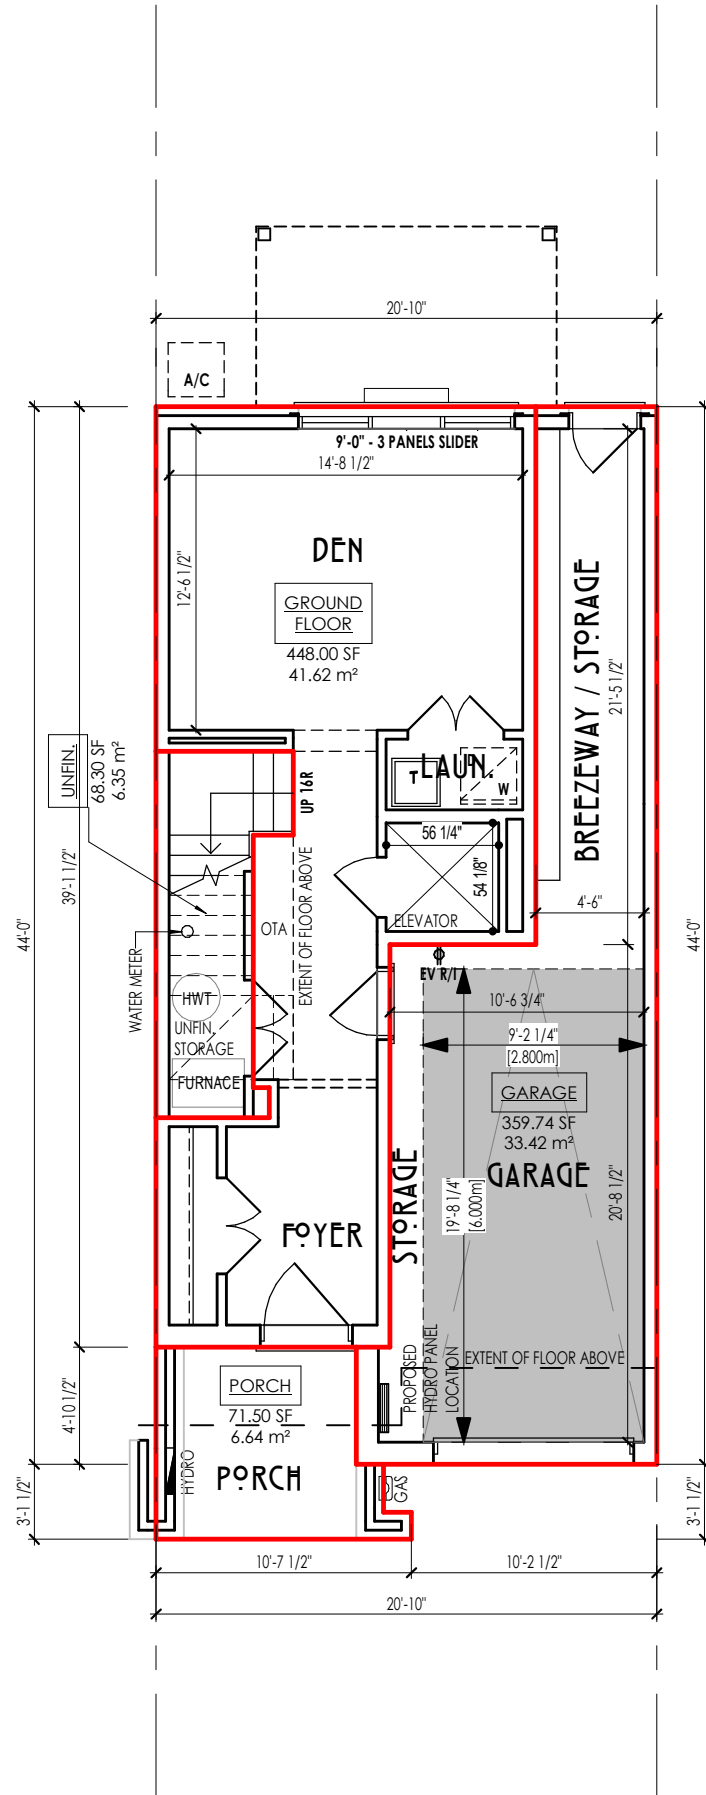 20'-10"
A/C
9'-0" - 3 PANELS SLIDER
14'-8 1/2"
12'-6 1/2"
DEN
GROUND
FLOOR
448.00 SF
41.62 m²
BREEZEWAY / STORAGE
21'-5 1/2"
UNFIN.
68.30 SF
6.35 m²
LAUN.
T
D
W
UP 16R
56 1/4"
54 1/8"
ELEVATOR
39'-1 1/2"
44'-0"
44'-0"
4'-6"
OTA
EXTENT OF FLOOR ABOVE
WATER METER
EV R/I
HWT
UNFIN.
STORAGE
FURNACE
10'-6 3/4"
9'-2 1/4"
[2.800m]
GARAGE
359.74 SF
33.42 m²
GARAGE
STORAGE
19'-8 1/4"
[6.000m]
20'-8 1/2"
FOYER
PROPOSED
HYDRO PANEL
LOCATION
EXTENT OF FLOOR ABOVE
PORCH
71.50 SF
6.64 m²
4'-10 1/2"
HYDRO
PORCH
GAS
3'-1 1/2"
3'-1 1/2"
10'-7 1/2"
10'-2 1/2"
20'-10"